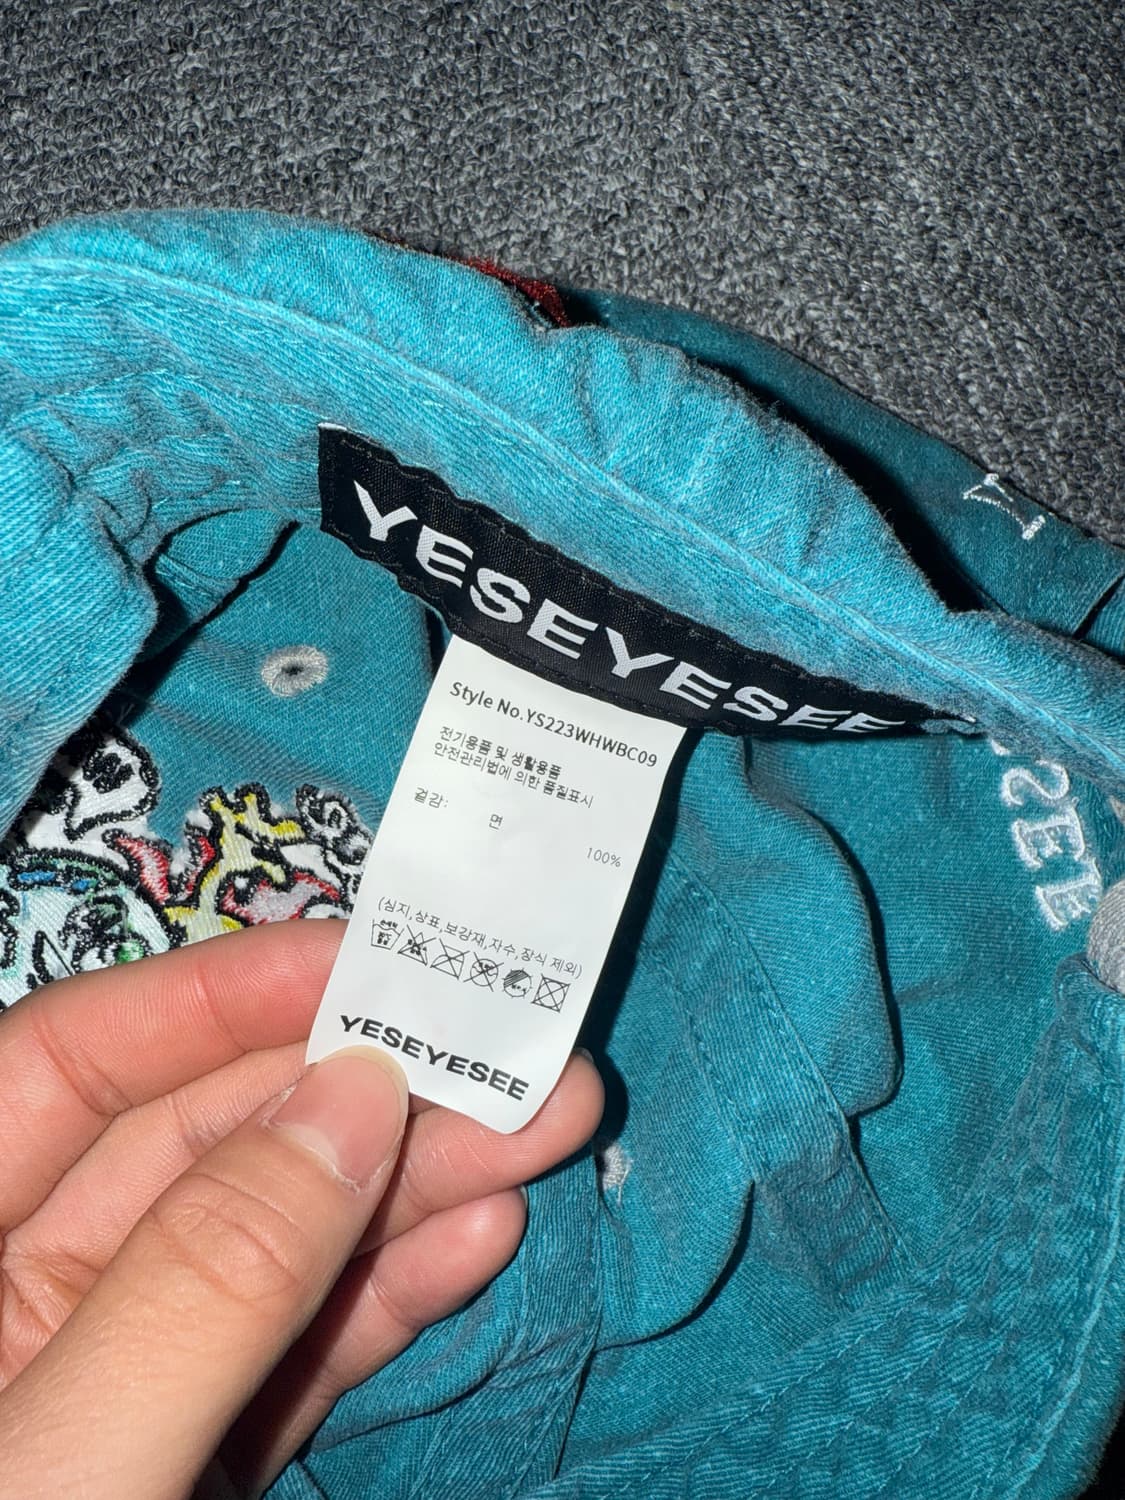 YESEYESEE
Style No.YS223WHWBC09
전기용품 및 생활용품
안전관리법에 의한 품질표시
겉감: 면 100%
(심지,상표,보강재,자수,장식 제외)
YESEYESEE
SEE